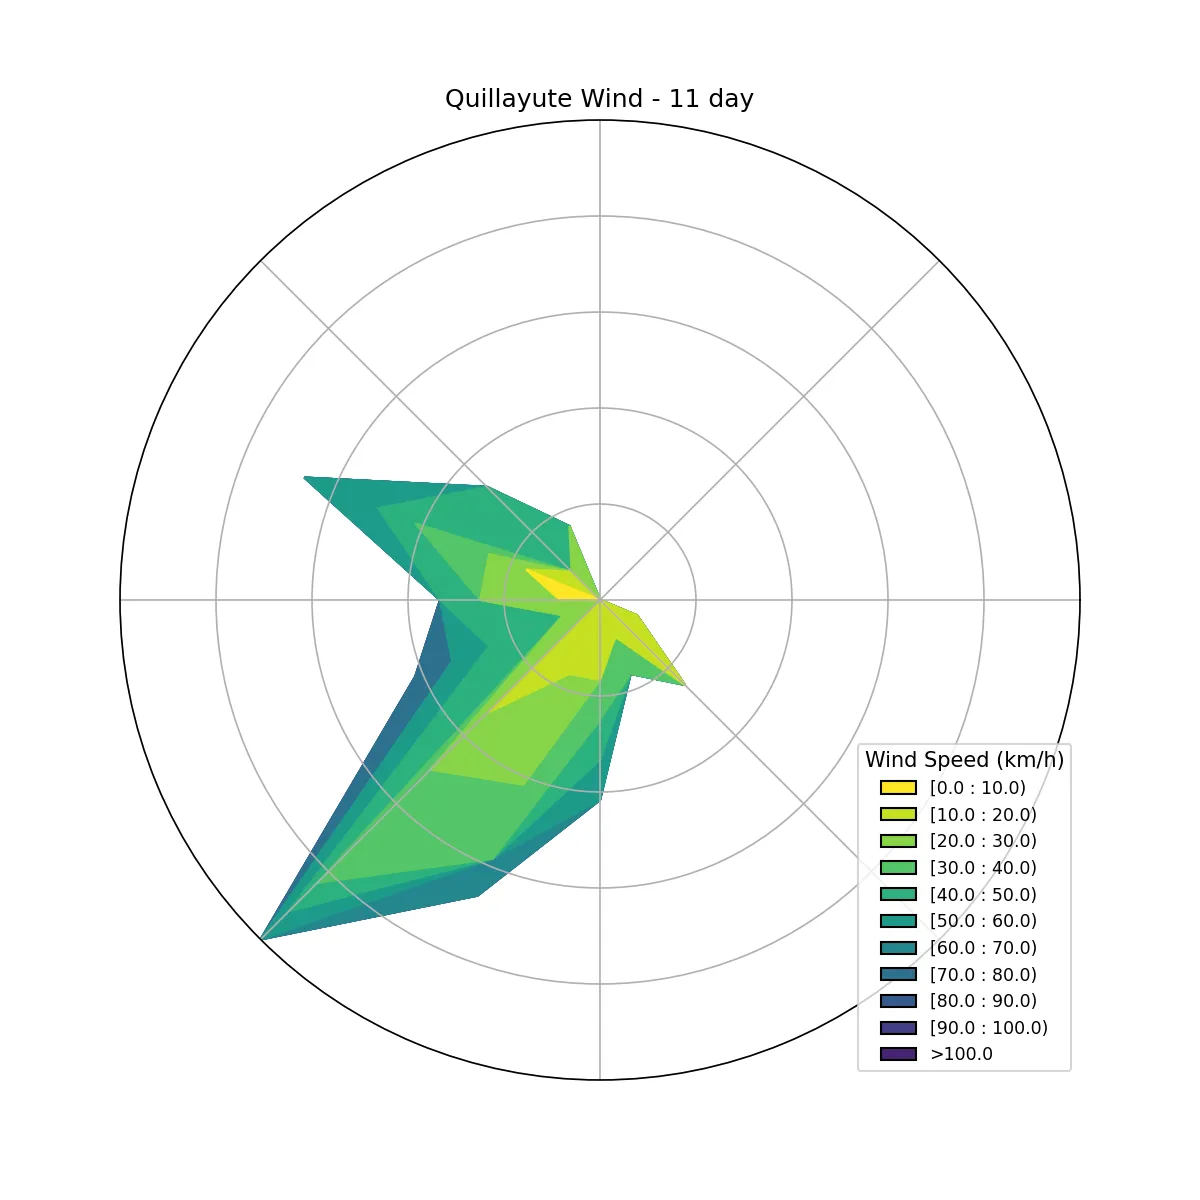 Quillayute Wind - 11 day
Wind Speed (km/h)
[0.0 : 10.0)
[10.0 : 20.0)
[20.0 : 30.0)
[30.0 : 40.0)
[40.0 : 50.0)
[50.0 : 60.0)
[60.0 : 70.0)
[70.0 : 80.0)
[80.0 : 90.0)
[90.0 : 100.0)
>100.0